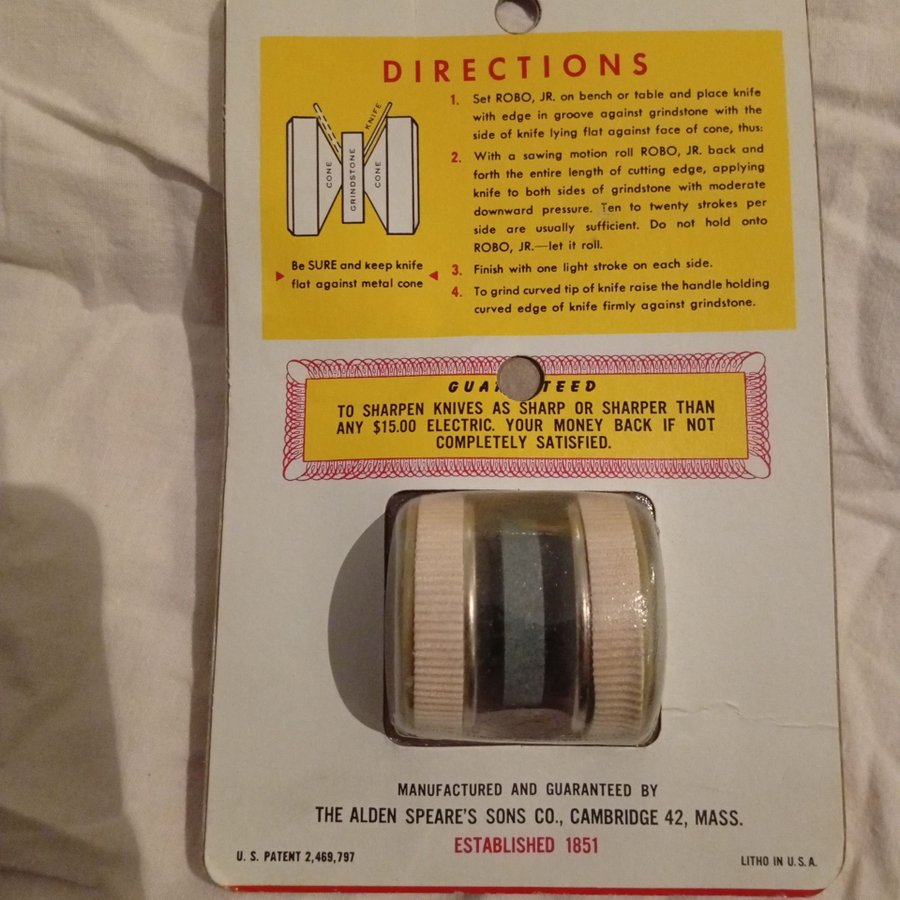 DIRECTIONS
CONE
GRINDSTONE
CONE
KNIFE
Be SURE and keep knife
flat against metal cone
1. Set ROBO, JR. on bench or table and place knife
with edge in groove against grindstone with the
side of knife lying flat against face of cone, thus:
2. With a sawing motion roll ROBO, JR. back and
forth the entire length of cutting edge, applying
knife to both sides of grindstone with moderate
downward pressure. Ten to twenty strokes per
side are usually sufficient. Do not hold onto
ROBO, JR.—let it roll.
3. Finish with one light stroke on each side.
4. To grind curved tip of knife raise the handle holding
curved edge of knife firmly against grindstone.
TO SHARPEN KNIVES AS SHARP OR SHARPER THAN
ANY $15.00 ELECTRIC. YOUR MONEY BACK IF NOT
COMPLETELY SATISFIED.
MANUFACTURED AND GUARANTEED BY
THE ALDEN SPEARE'S SONS CO., CAMBRIDGE 42, MASS.
ESTABLISHED 1851
U. S. PATENT 2,469,797
LITHO IN U.S.A.